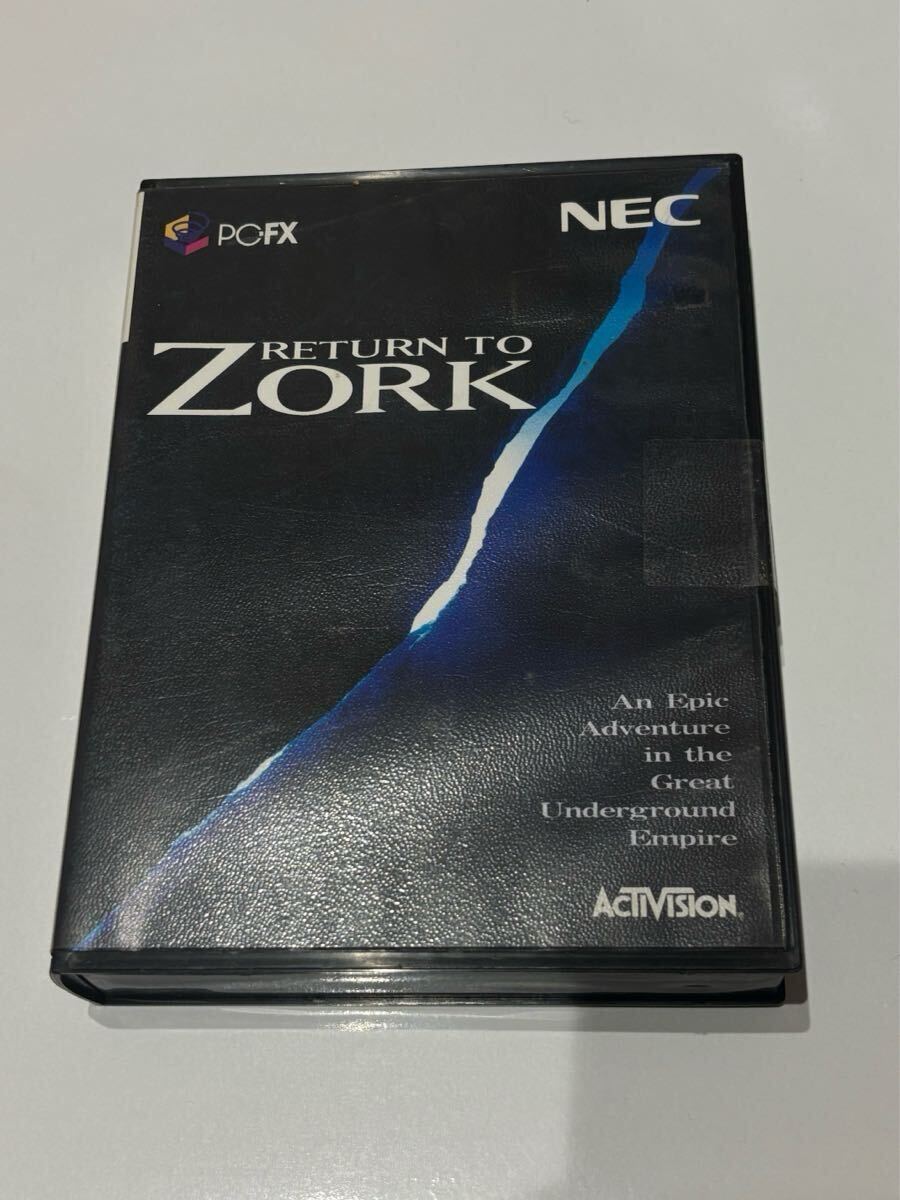 PC-FX
NEC
RETURN TO
ZORK
An Epic
Adventure
in the
Great
Underground
Empire
ACTIVISION®